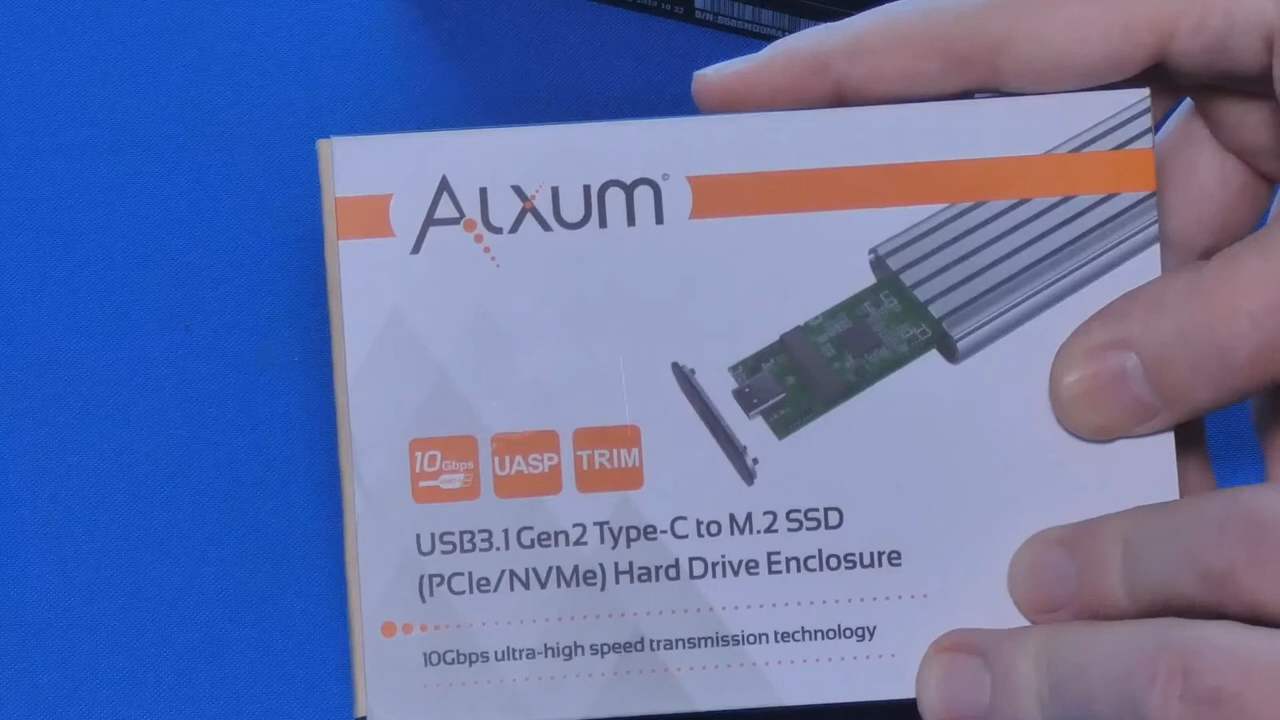 ALXUM
10Gbps
UASP
TRIM
USB3.1 Gen2 Type-C to M.2 SSD
(PCIe/NVMe) Hard Drive Enclosure
10Gbps ultra-high speed transmission technology